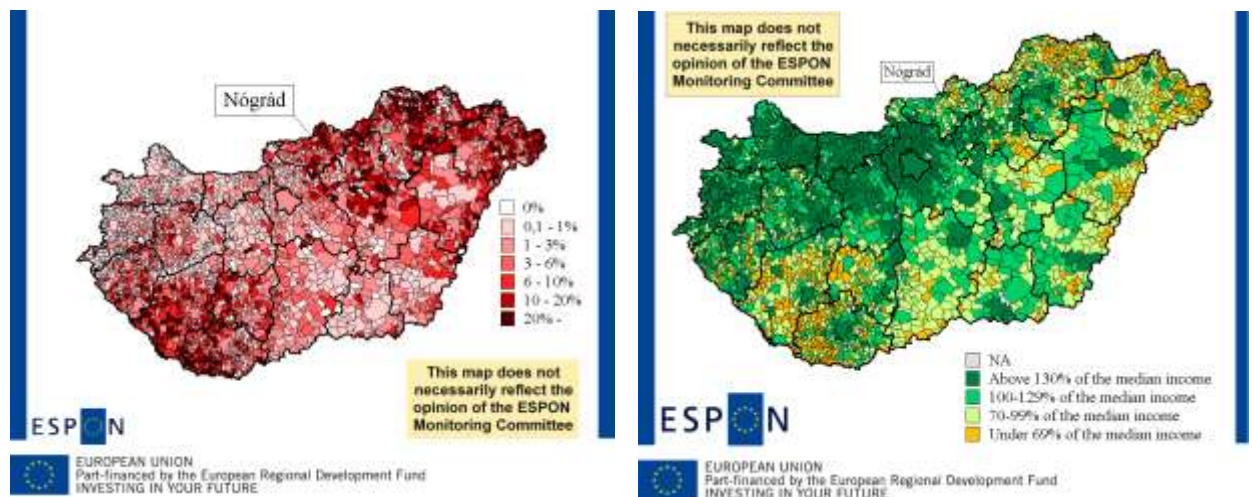 Nógrád
0%
0,1 - 1%
1 - 3%
3 - 6%
6 - 10%
10 - 20%
20% -
This map does not
necessarily reflect the
opinion of the ESPON
Monitoring Committee
ESPON
EUROPEAN UNION
Part-financed by the European Regional Development Fund
INVESTING IN YOUR FUTURE
This map does not
necessarily reflect the
opinion of the ESPON
Monitoring Committee
Nógrád
NA
Above 130% of the median income
100-129% of the median income
70-99% of the median income
Under 69% of the median income
ESPON
EUROPEAN UNION
Part-financed by the European Regional Development Fund
INVESTING IN YOUR FUTURE